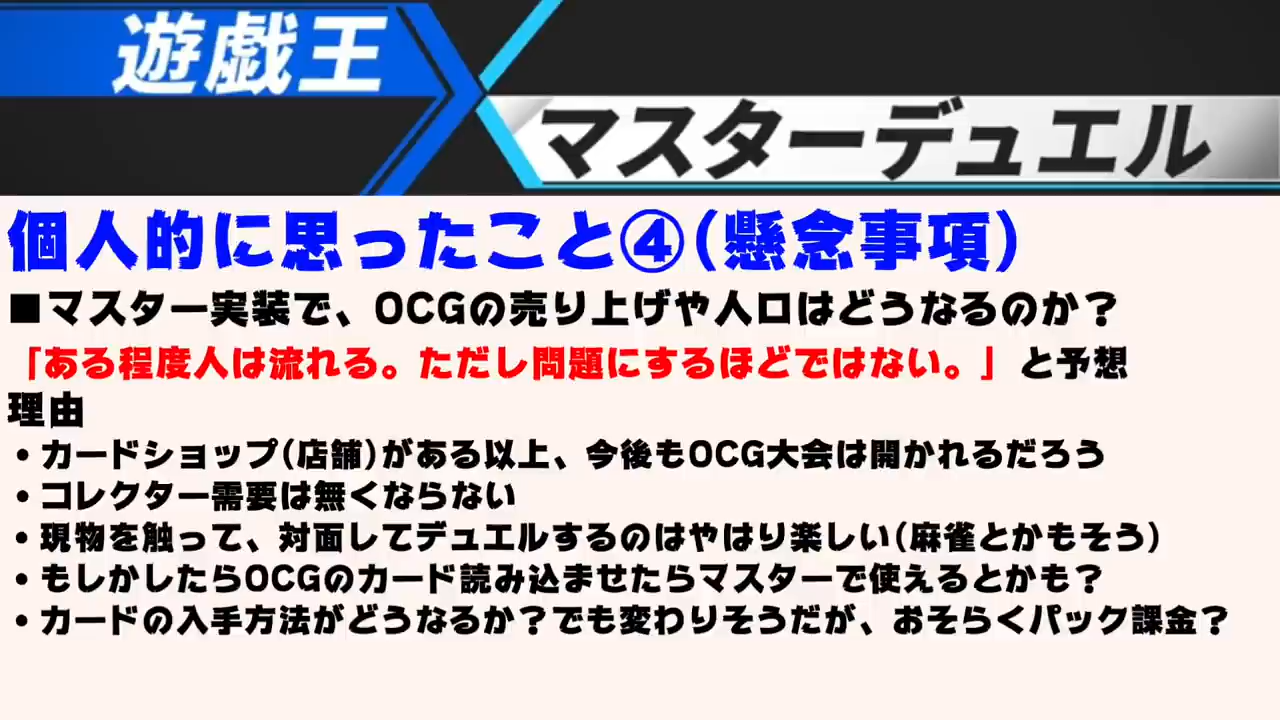 遊戯王
マスターデュエル
個人的に思ったこと④(懸念事項)
■マスター実装で、OCGの売り上げや人口はどうなるのか？
「ある程度人は流れる。ただし問題にするほどではない。」と予想
理由
・カードショップ(店舗)がある以上、今後もOCG大会は開かれるだろう
・コレクター需要は無くならない
・現物を触って、対面してデュエルするのはやはり楽しい(麻雀とかもそう)
・もしかしたらOCGのカード読み込ませたらマスターで使えるとかも？
・カードの入手方法がどうなるか？でも変わりそうだが、おそらくパック課金？